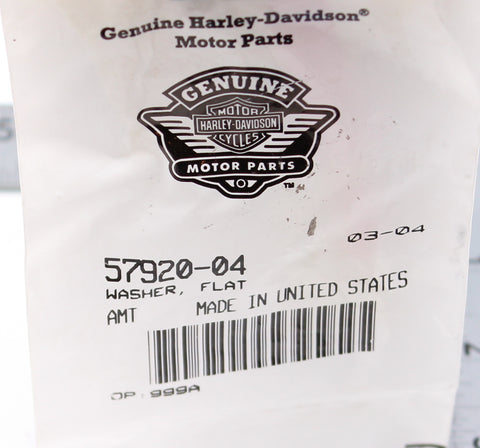 Genuine Harley-Davidson®
Motor Parts
GENUINE
MOTOR
HARLEY-DAVIDSON
CYCLES
MOTOR PARTS
TM
03-04
57920-04
WASHER, FLAT
AMT MADE IN UNITED STATES
OP: 999A